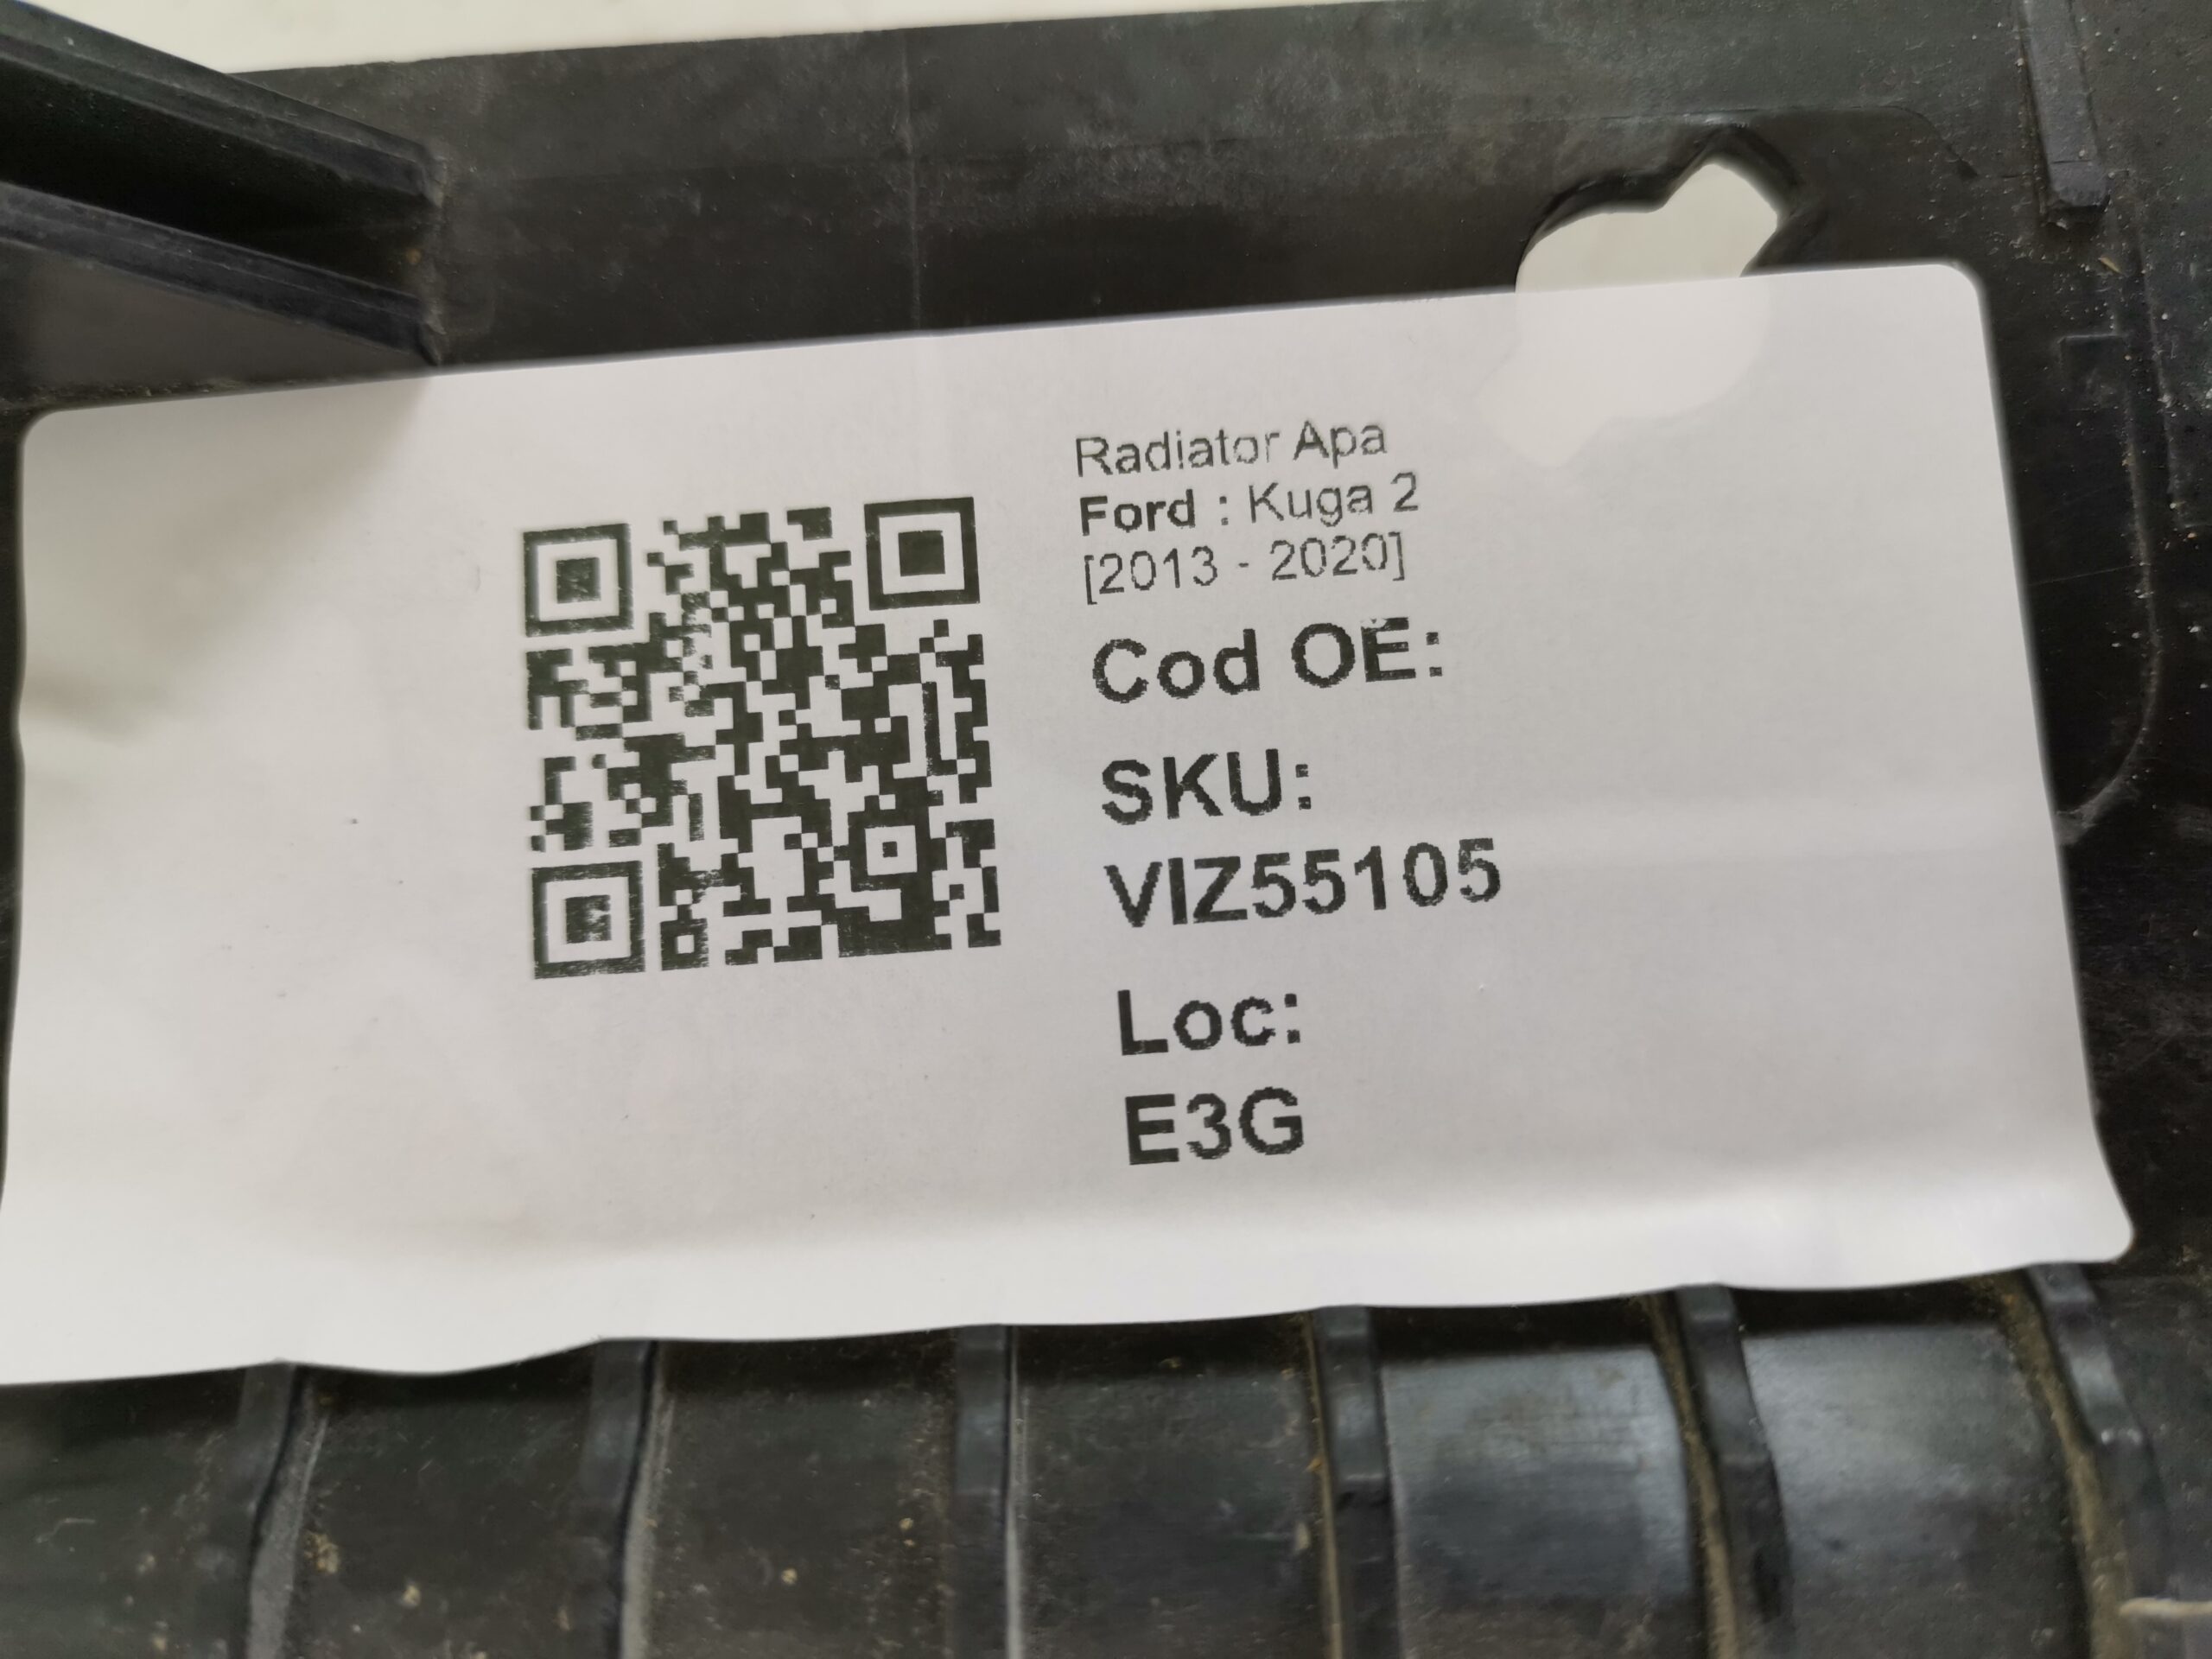 Radiator Apa
Ford : Kuga 2
[2013 - 2020]
Cod OE:
SKU:
VIZ55105
Loc:
E3G